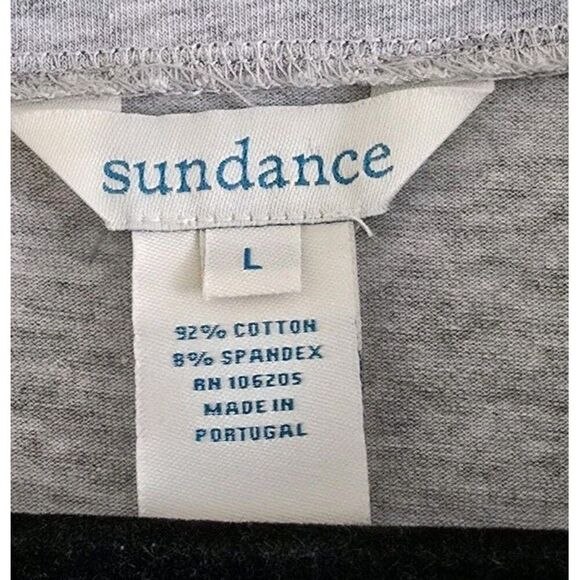 sundance
L
92% COTTON
8% SPANDEX
RN 106205
MADE IN
PORTUGAL